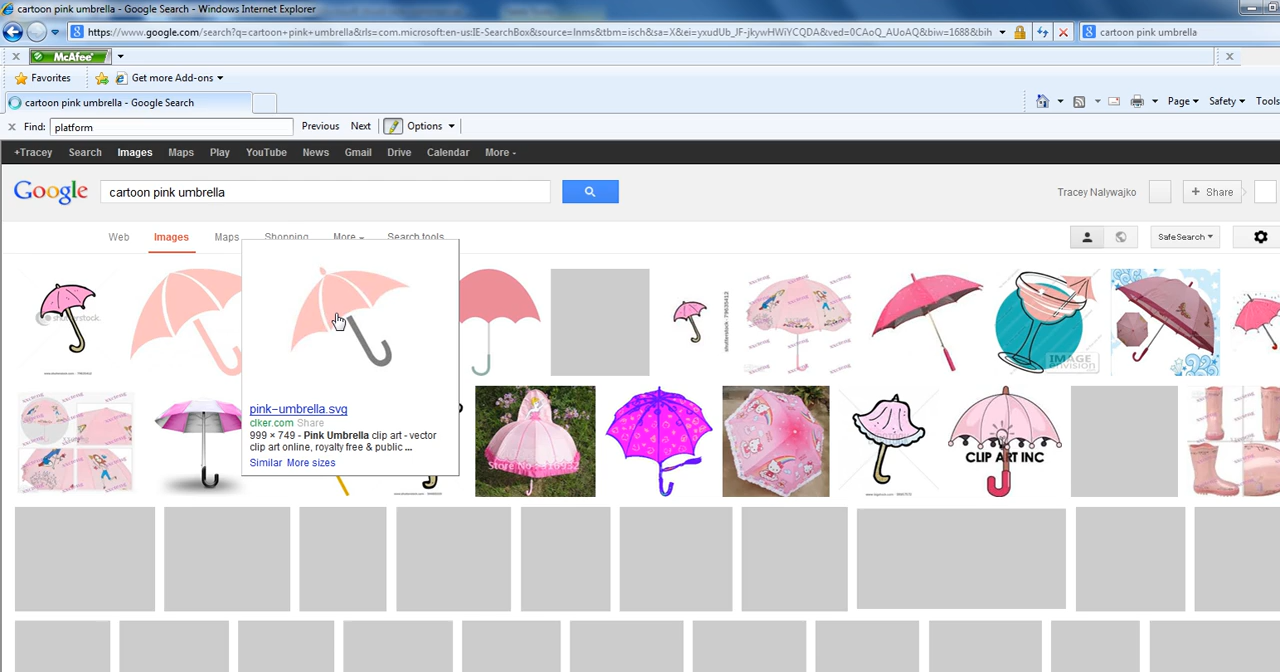 cartoon pink umbrella - Google Search - Windows Internet Explorer
https://www.google.com/search?q=cartoon+pink+umbrella&rls=com.microsoft:en-us:IE-SearchBox&source=lnms&tbm=isch&sa=X&ei=yxudUb_JF-jkywHWiYCQDA&ved=0CAoQ_AUoAQ&biw=1688&bih
cartoon pink umbrella
McAfee
Favorites Get more Add-ons
cartoon pink umbrella - Google Search
Page Safety Tools
Find: platform Previous Next Options
+Tracey Search Images Maps Play YouTube News Gmail Drive Calendar More
Google cartoon pink umbrella Tracey Nalywajko + Share
Web Images Maps Shopping More Search tools SafeSearch
shutterstock
IMAGE
envision
pink-umbrella.svg
clker.com Share
999 × 749 - Pink Umbrella clip art - vector
clip art online, royalty free & public ...
Similar More sizes
CLIP ART INC